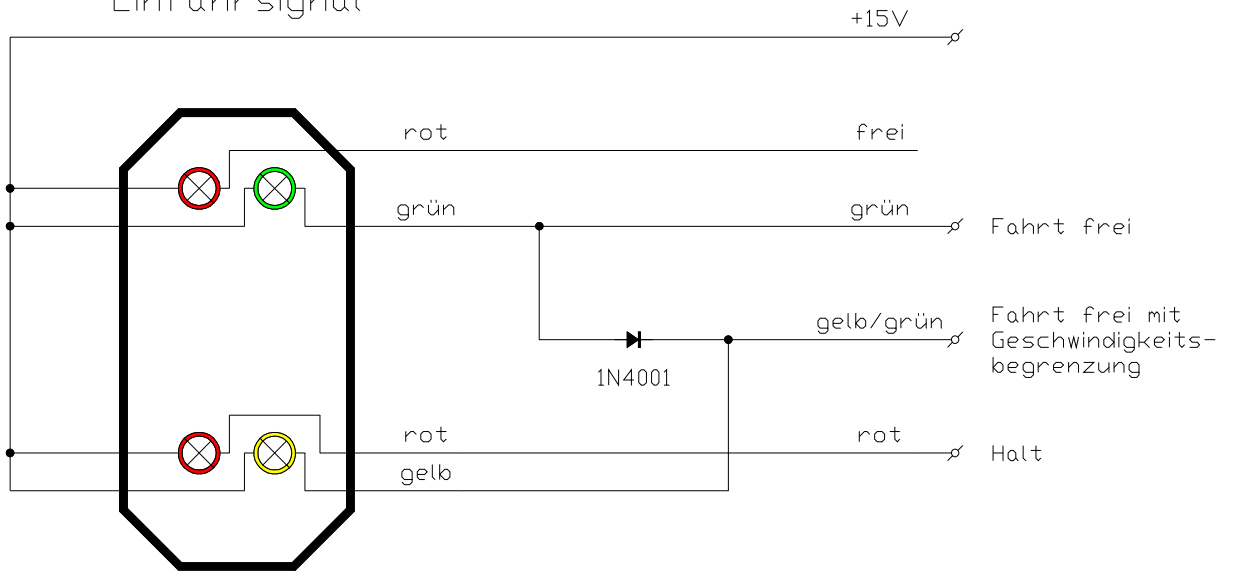 Einfahrsignal
+15V
rot
frei
grün
grün
Fahrt frei
gelb/grün
Fahrt frei mit
Geschwindigkeits-
begrenzung
1N4001
rot
rot
Halt
gelb